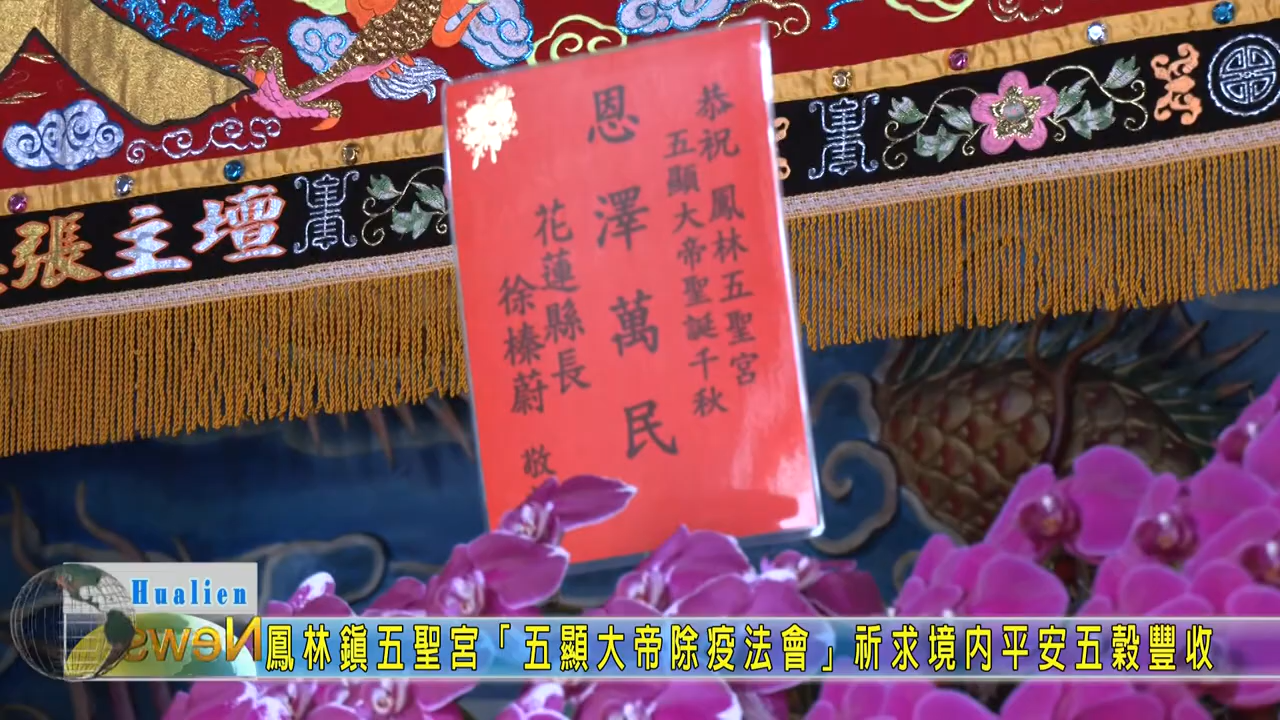 張主壇
恭祝 鳳林五聖宮
五顯大帝聖誕千秋
恩澤萬民
花蓮縣長
徐榛蔚 敬
Hualien
News
鳳林鎮五聖宮「五顯大帝除疫法會」祈求境內平安五穀豐收